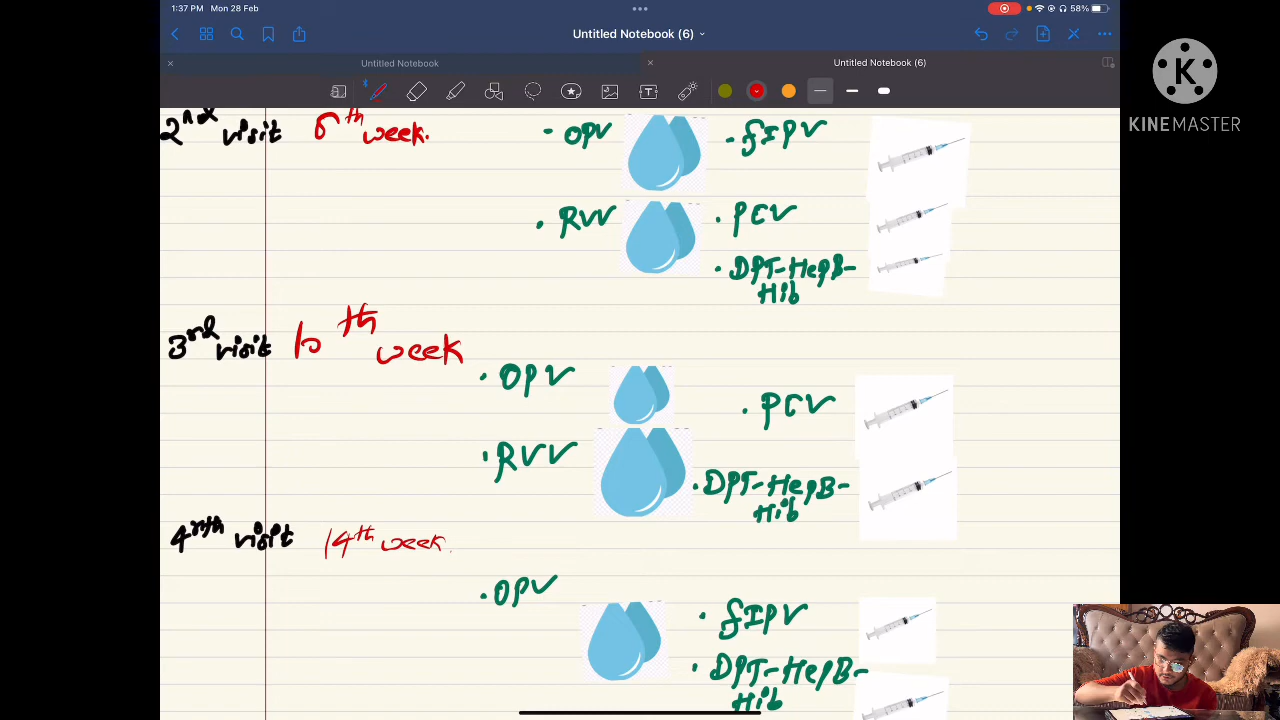 1:37 PM Mon 28 Feb
58%
Untitled Notebook (6)
Untitled Notebook
Untitled Notebook (6)
K
KINEMASTER
2nd visit 6th week.
• OPV
- fIPV
• RVV
• PCV
• DPT-HepB-
Hib
3rd visit 10th week
• OPV
• PCV
• RVV
• DPT-HepB-
Hib
4rth visit 14th week.
• OPV
• fIPV
• DPT-HepB-
Hib